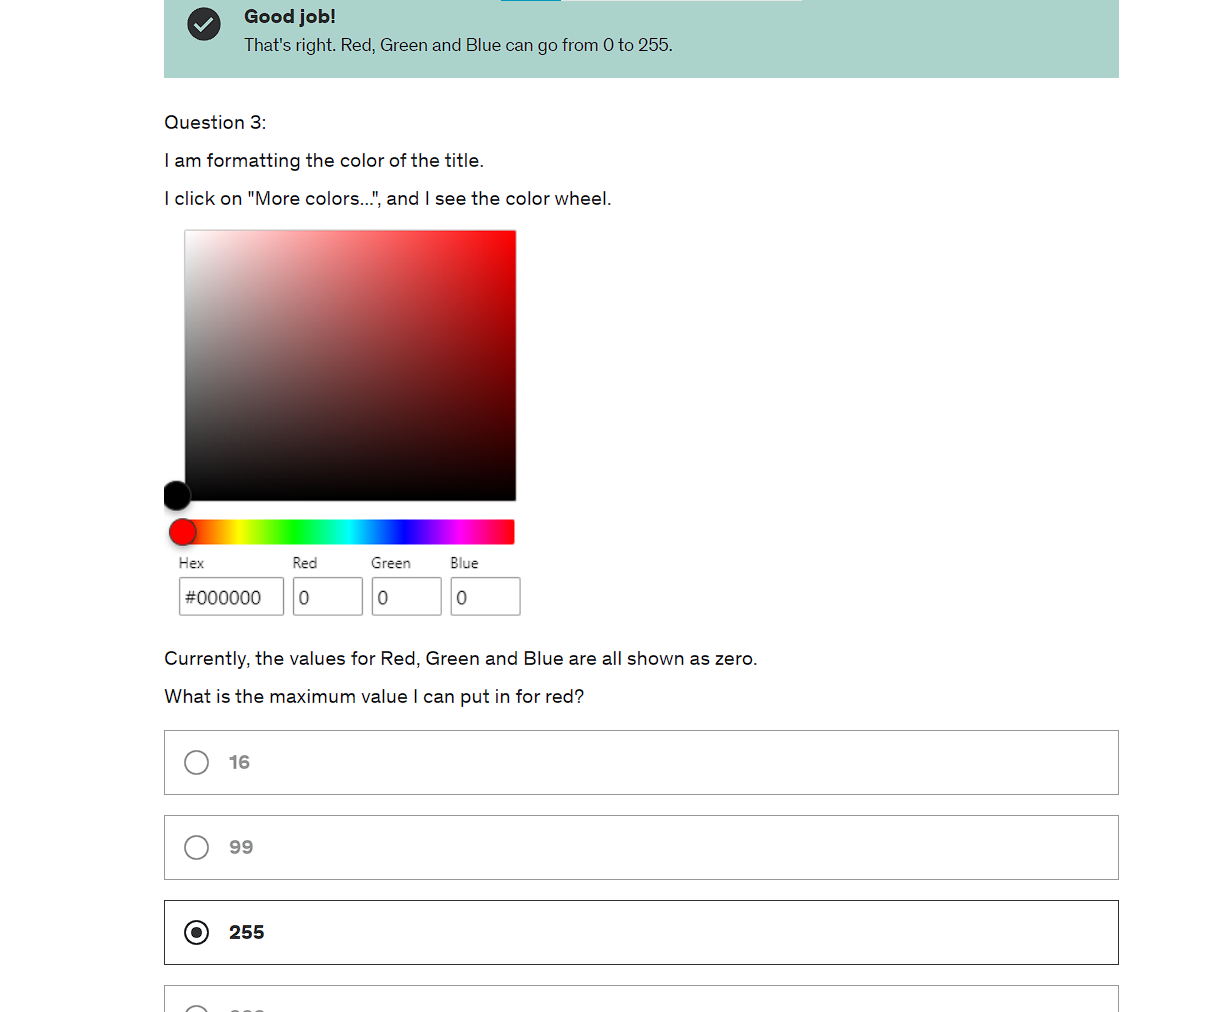 Good job!
That's right. Red, Green and Blue can go from 0 to 255.
Question 3:
I am formatting the color of the title.
I click on "More colors...", and I see the color wheel.
Hex Red Green Blue
#000000 0 0 0
Currently, the values for Red, Green and Blue are all shown as zero.
What is the maximum value I can put in for red?
16
99
255